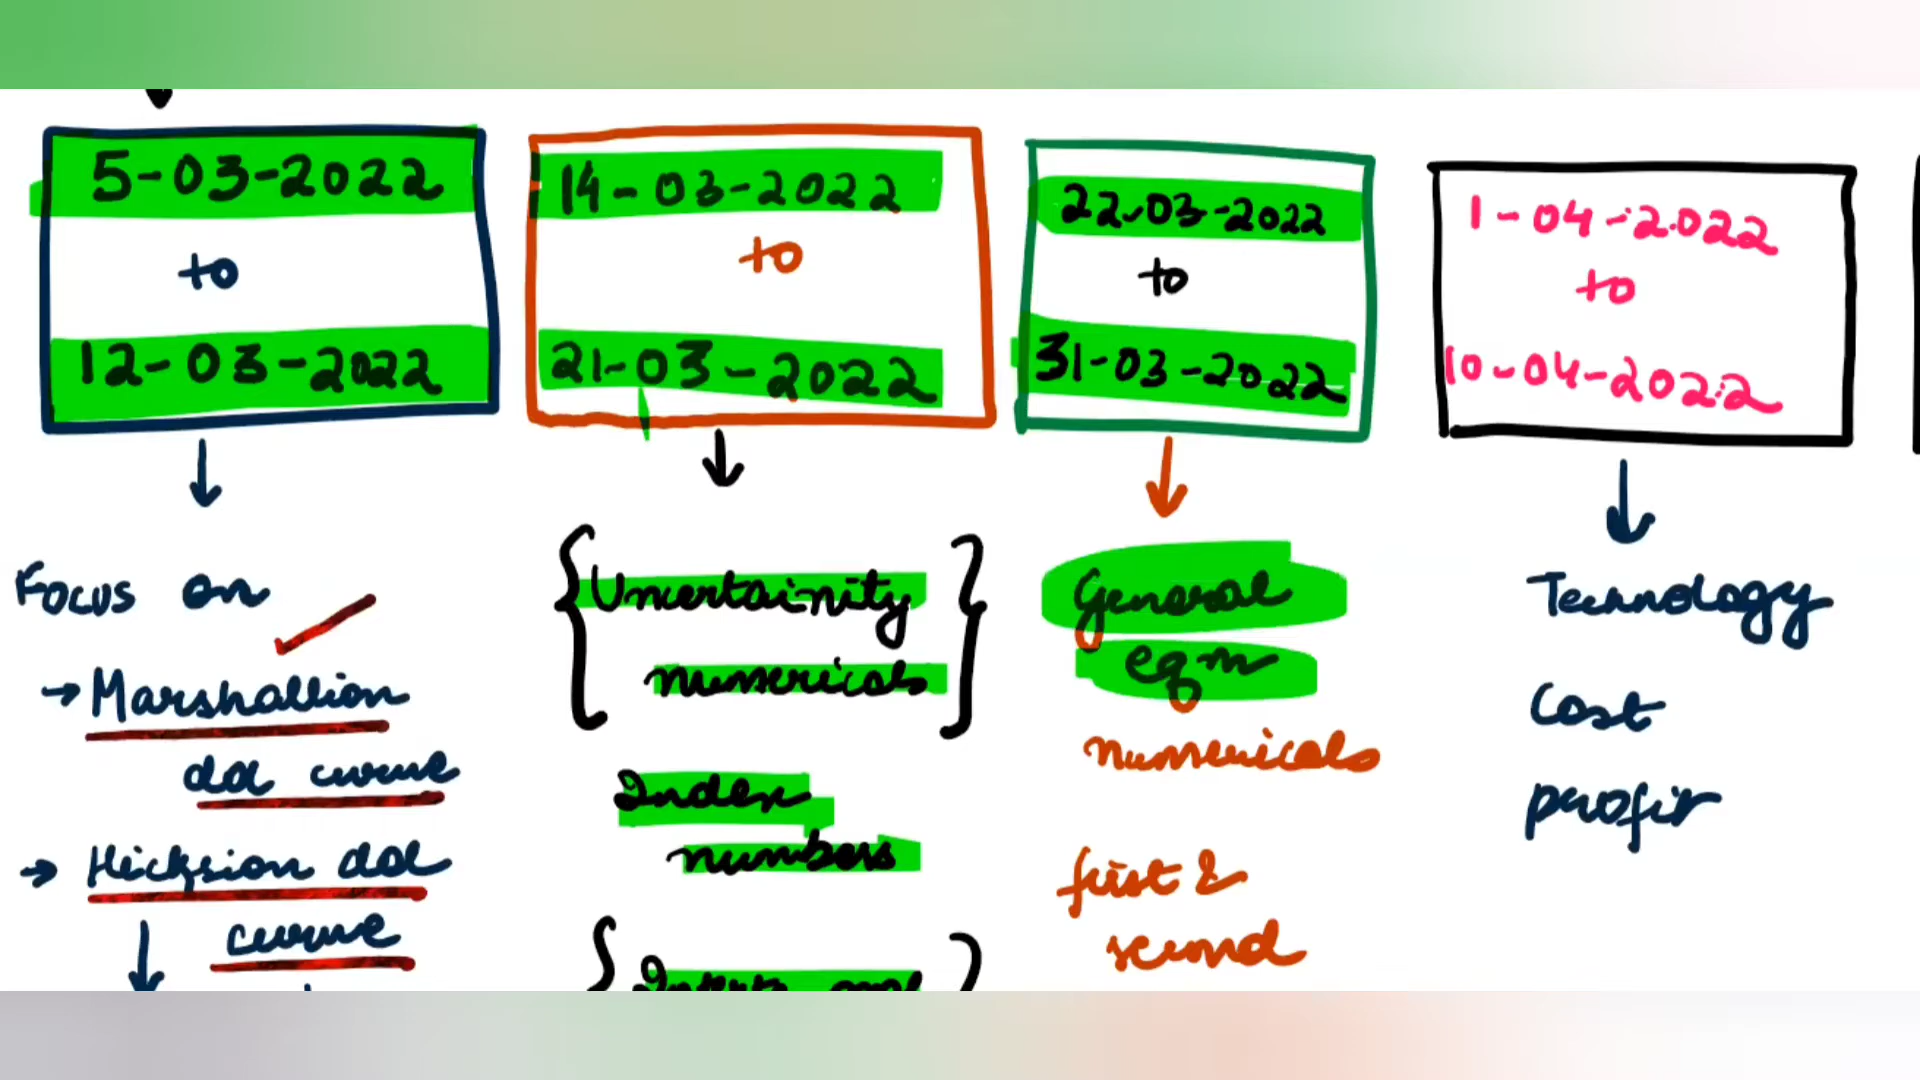 5-03-2022
to
12-03-2022
Focus on
→ Marshallion
dd curve
→ Hicksion dd
curve
14-03-2022
to
21-03-2022
{Uncertainity
numericals}
Index
numbers
22-03-2022
to
31-03-2022
General
eqm
numericals
first &
second
1-04-2022
to
10-04-2022
Technology
Cost
profit